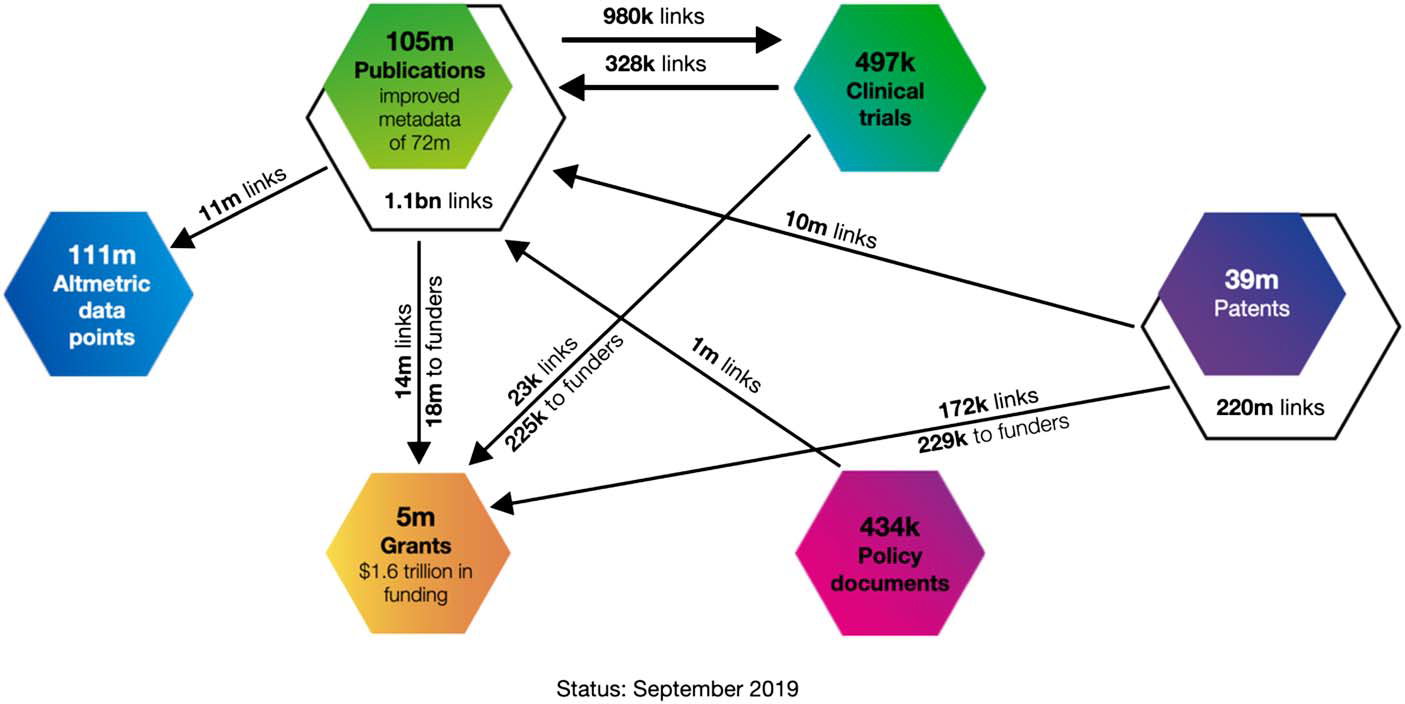 105m
Publications
improved
metadata
of 72m
1.1bn links
980k links
328k links
497k
Clinical
trials
11m links
111m
Altmetric
data
points
10m links
39m
Patents
220m links
14m links
18m to funders
23k links
225k to funders
1m links
172k links
229k to funders
5m
Grants
$1.6 trillion in
funding
434k
Policy
documents
Status: September 2019